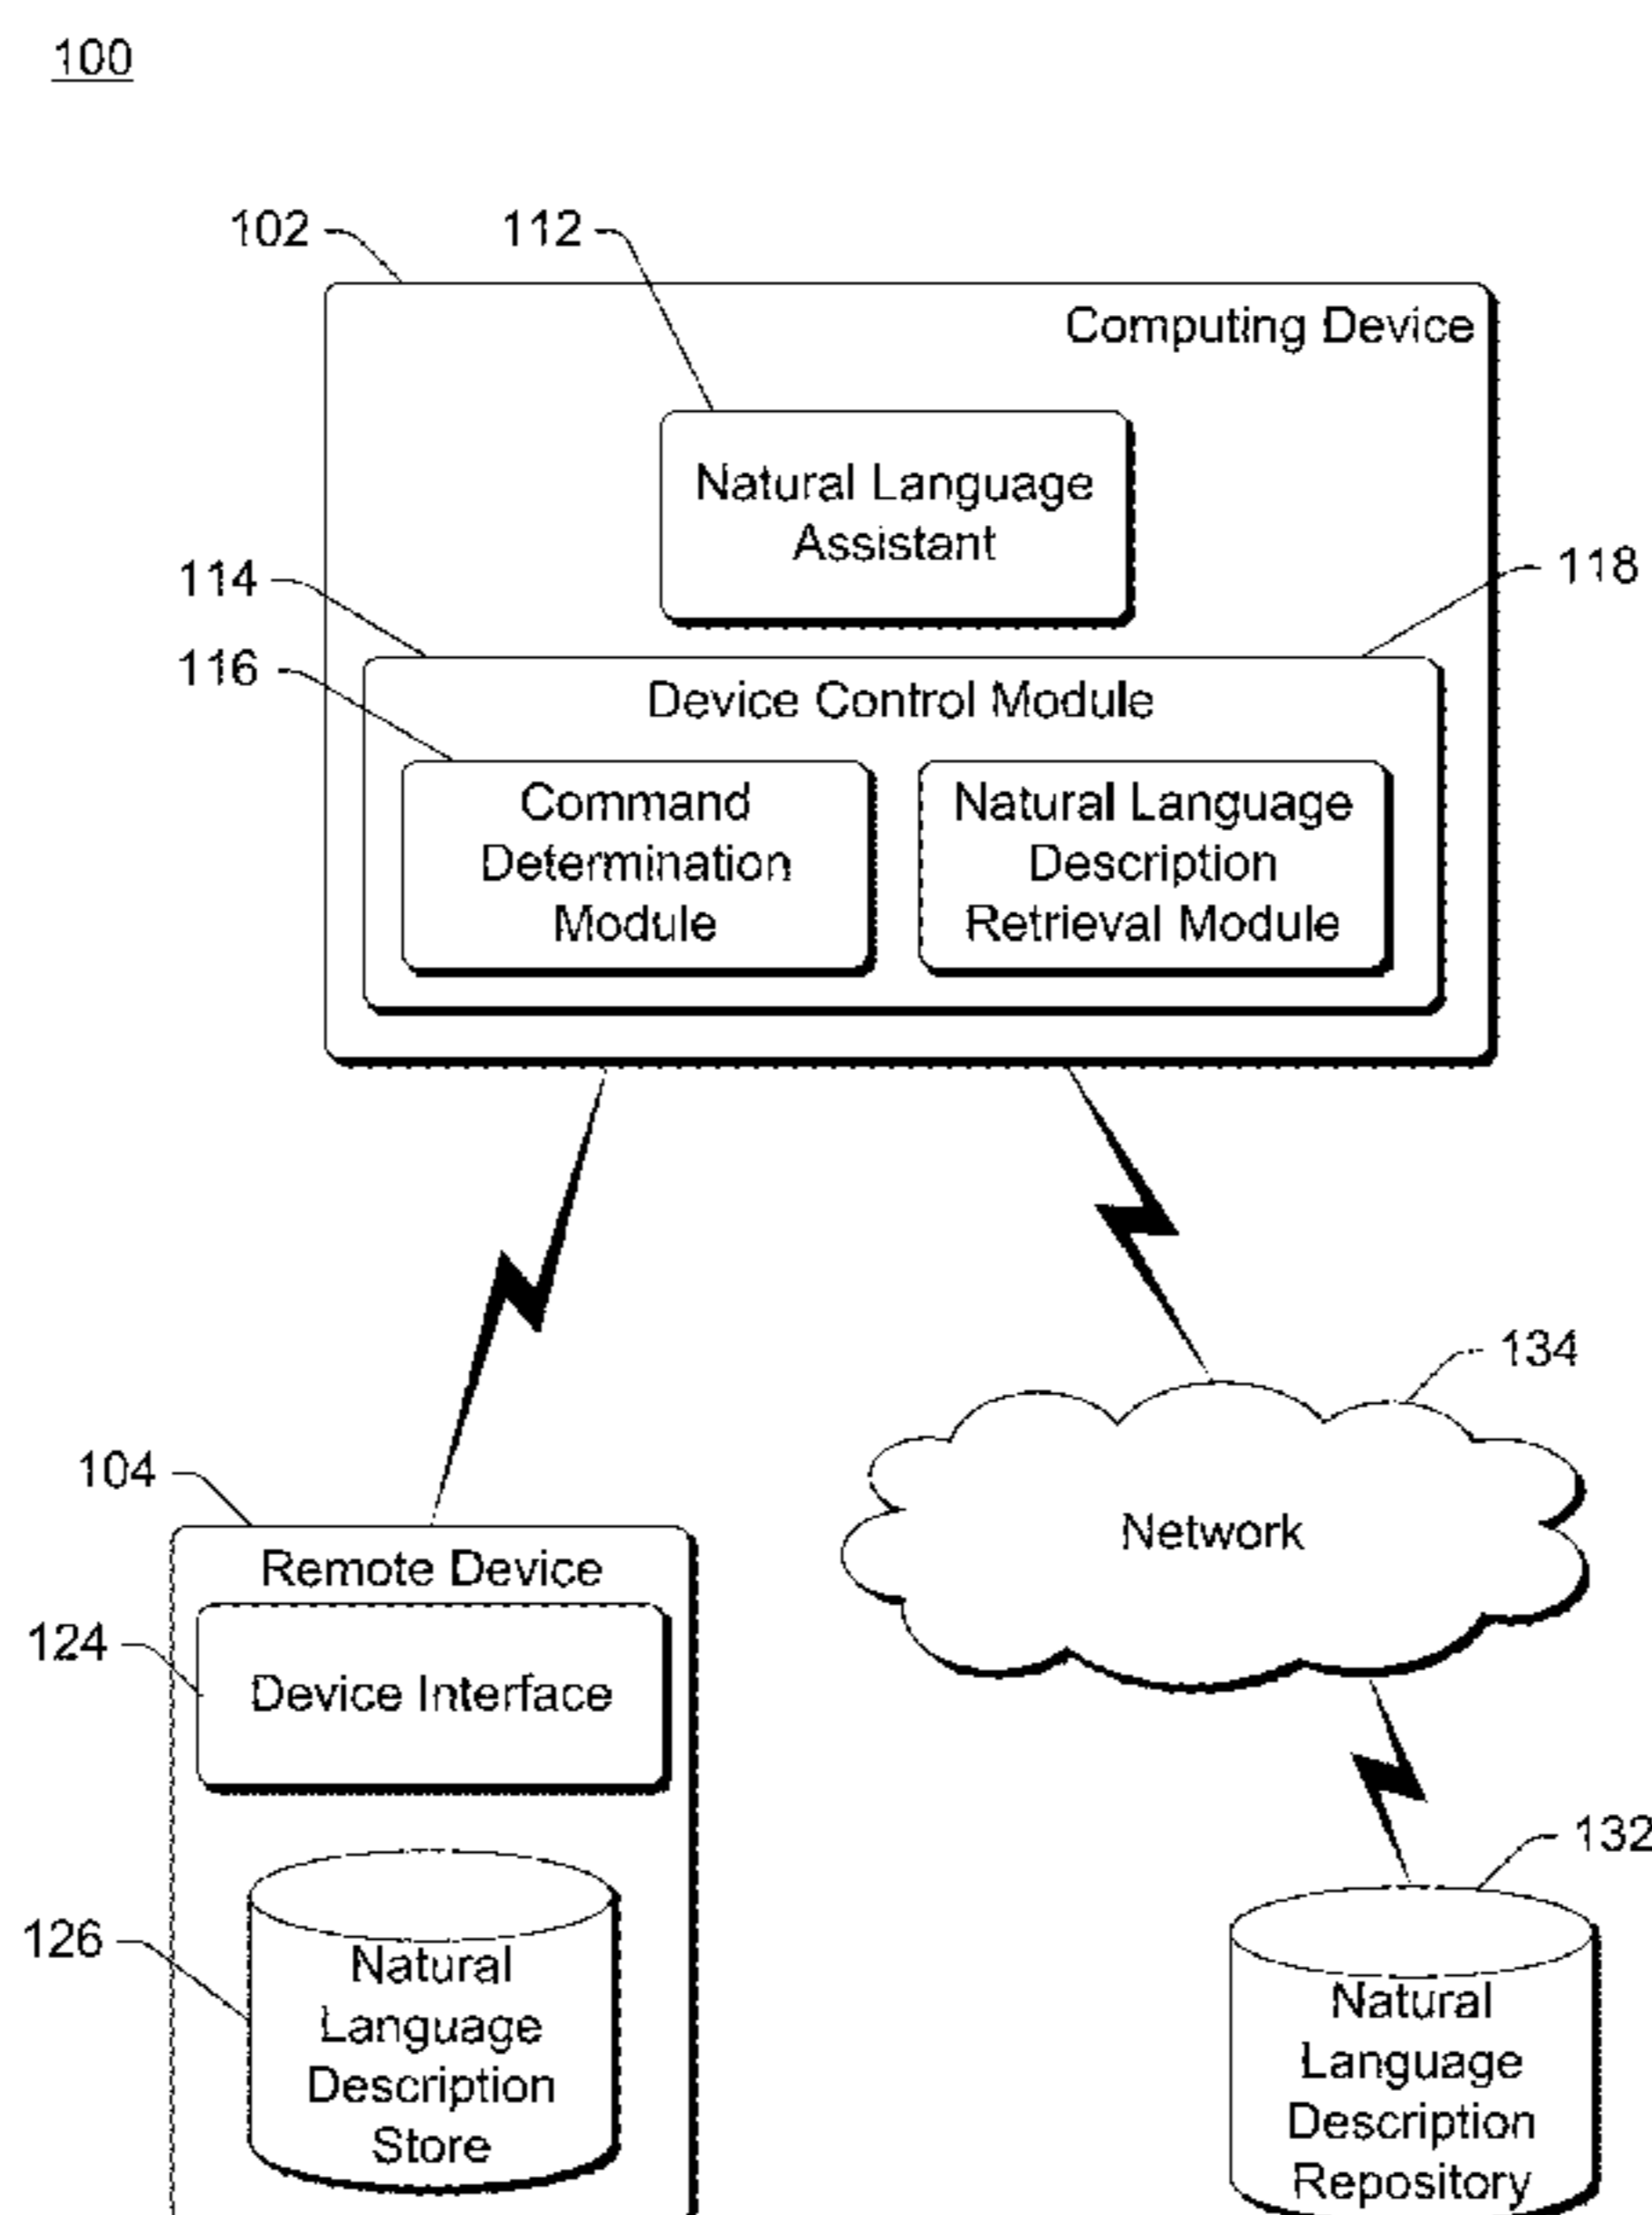 100
102
112
Computing Device
Natural Language
Assistant
114
118
116
Device Control Module
Command
Determination
Module
Natural Language
Description
Retrieval Module
134
104
Network
Remote Device
124
Device Interface
132
126
Natural
Language
Description
Store
Natural
Language
Description
Repository